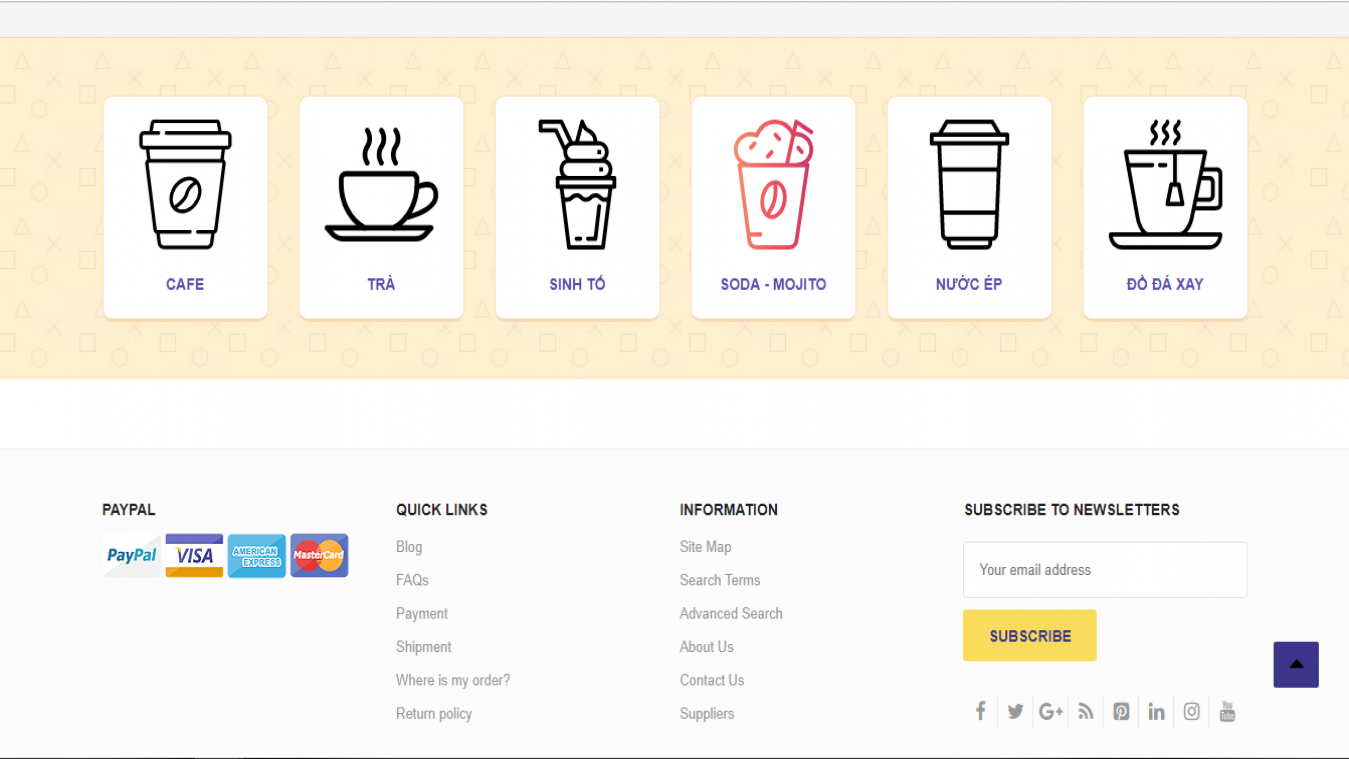 CAFE
TRÀ
SINH TỐ
SODA - MOJITO
NƯỚC ÉP
ĐỒ ĐÁ XAY
PAYPAL
PayPal
VISA
AMERICAN
EXPRESS
MasterCard
QUICK LINKS
Blog
FAQs
Payment
Shipment
Where is my order?
Return policy
INFORMATION
Site Map
Search Terms
Advanced Search
About Us
Contact Us
Suppliers
SUBSCRIBE TO NEWSLETTERS
Your email address
SUBSCRIBE
G+
in
You
Tube